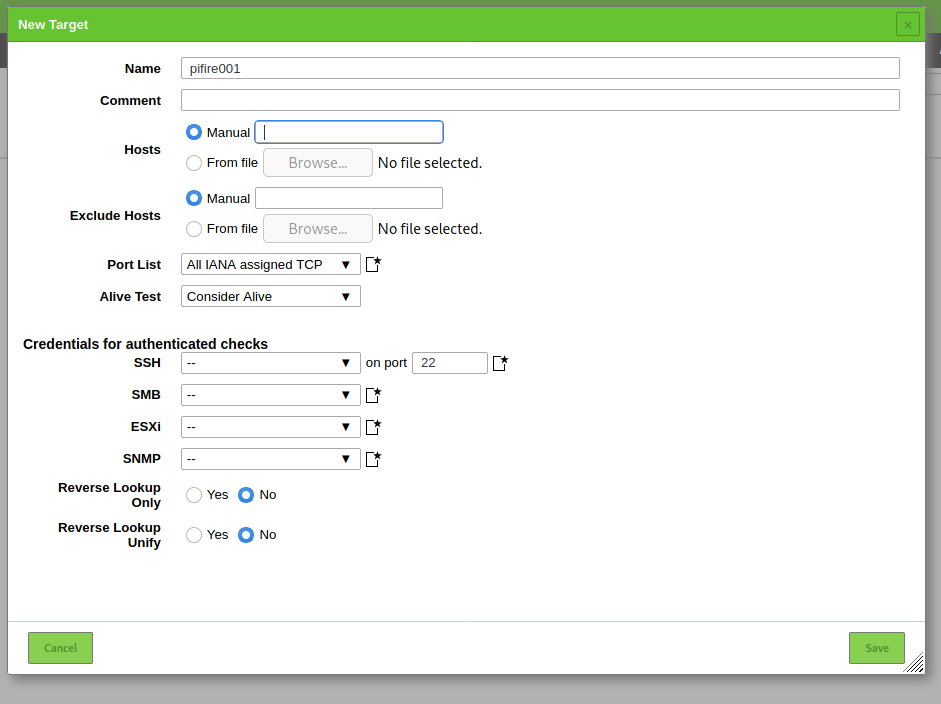 New Target ×
Name pifire001
Comment
Manual
Hosts
From file Browse... No file selected.
Manual
Exclude Hosts
From file Browse... No file selected.
Port List All IANA assigned TCP ▼
Alive Test Consider Alive ▼
Credentials for authenticated checks
SSH -- ▼ on port 22
SMB -- ▼
ESXi -- ▼
SNMP -- ▼
Reverse Lookup
Only Yes No
Reverse Lookup
Unify Yes No
Cancel Save